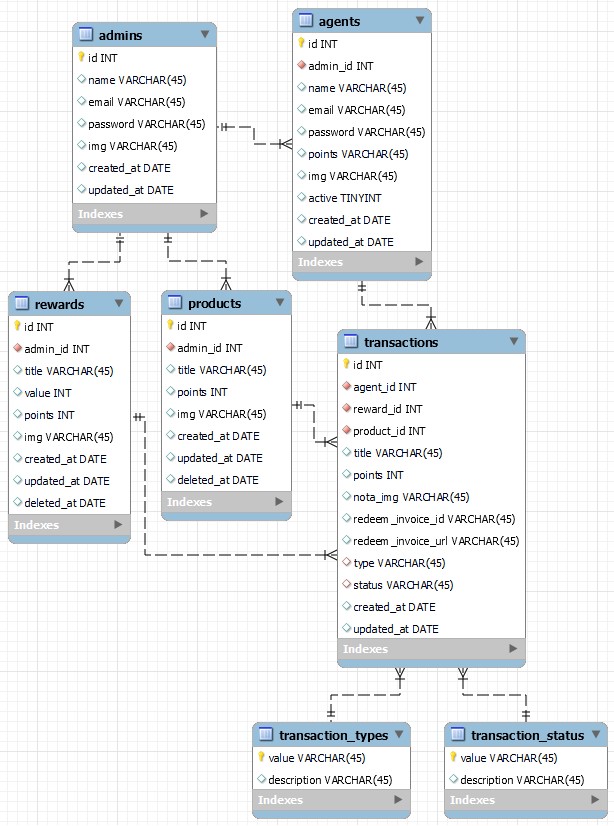 admins
id INT
name VARCHAR(45)
email VARCHAR(45)
password VARCHAR(45)
img VARCHAR(45)
created_at DATE
updated_at DATE
Indexes
agents
id INT
admin_id INT
name VARCHAR(45)
email VARCHAR(45)
password VARCHAR(45)
points VARCHAR(45)
img VARCHAR(45)
active TINYINT
created_at DATE
updated_at DATE
Indexes
rewards
id INT
admin_id INT
title VARCHAR(45)
value INT
points INT
img VARCHAR(45)
created_at DATE
updated_at DATE
deleted_at DATE
Indexes
products
id INT
admin_id INT
title VARCHAR(45)
points INT
img VARCHAR(45)
created_at DATE
updated_at DATE
deleted_at DATE
Indexes
transactions
id INT
agent_id INT
reward_id INT
product_id INT
title VARCHAR(45)
points INT
nota_img VARCHAR(45)
redeem_invoice_id VARCHAR(45)
redeem_invoice_url VARCHAR(45)
type VARCHAR(45)
status VARCHAR(45)
created_at DATE
updated_at DATE
Indexes
transaction_types
value VARCHAR(45)
description VARCHAR(45)
Indexes
transaction_status
value VARCHAR(45)
description VARCHAR(45)
Indexes